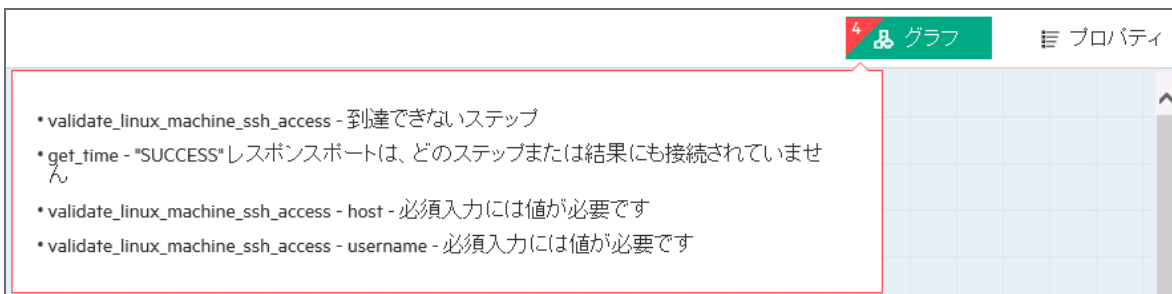 4 グラフ プロパティ
• validate_linux_machine_ssh_access - 到達できないステップ
• get_time - "SUCCESS"レスポンスポートは、どのステップまたは結果にも接続されていませ
ん
• validate_linux_machine_ssh_access - host - 必須入力には値が必要です
• validate_linux_machine_ssh_access - username - 必須入力には値が必要です